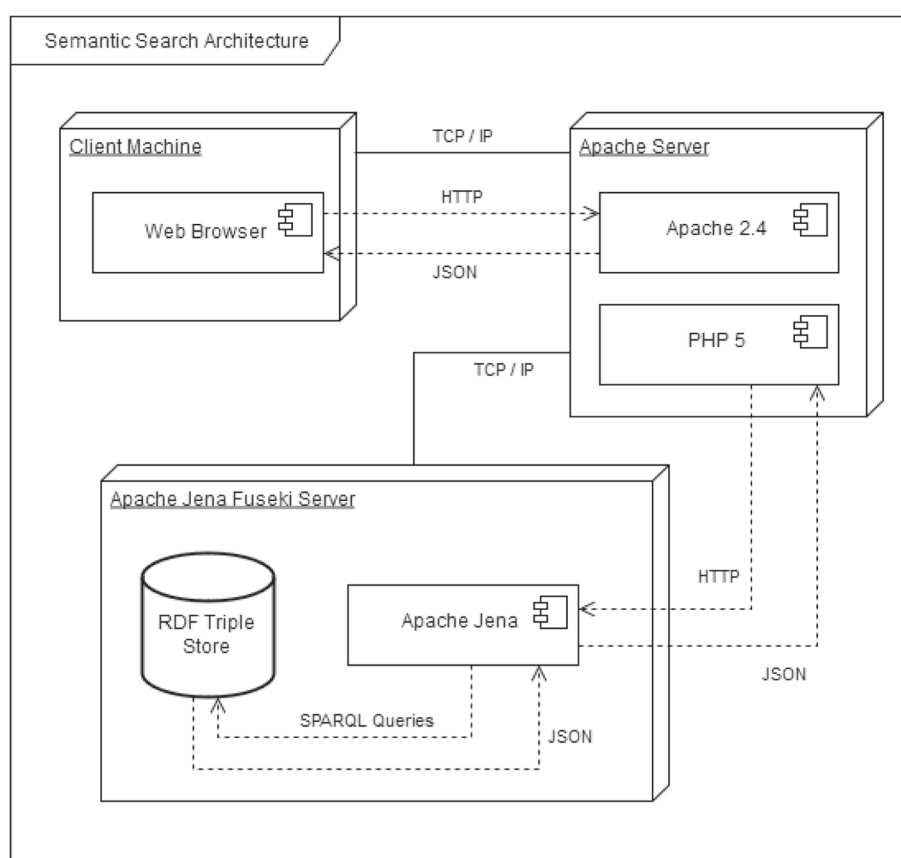 Semantic Search Architecture
Client Machine
TCP / IP
Apache Server
Web Browser
HTTP
Apache 2.4
JSON
PHP 5
TCP / IP
Apache Jena Fuseki Server
RDF Triple
Store
Apache Jena
HTTP
JSON
SPARQL Queries
JSON